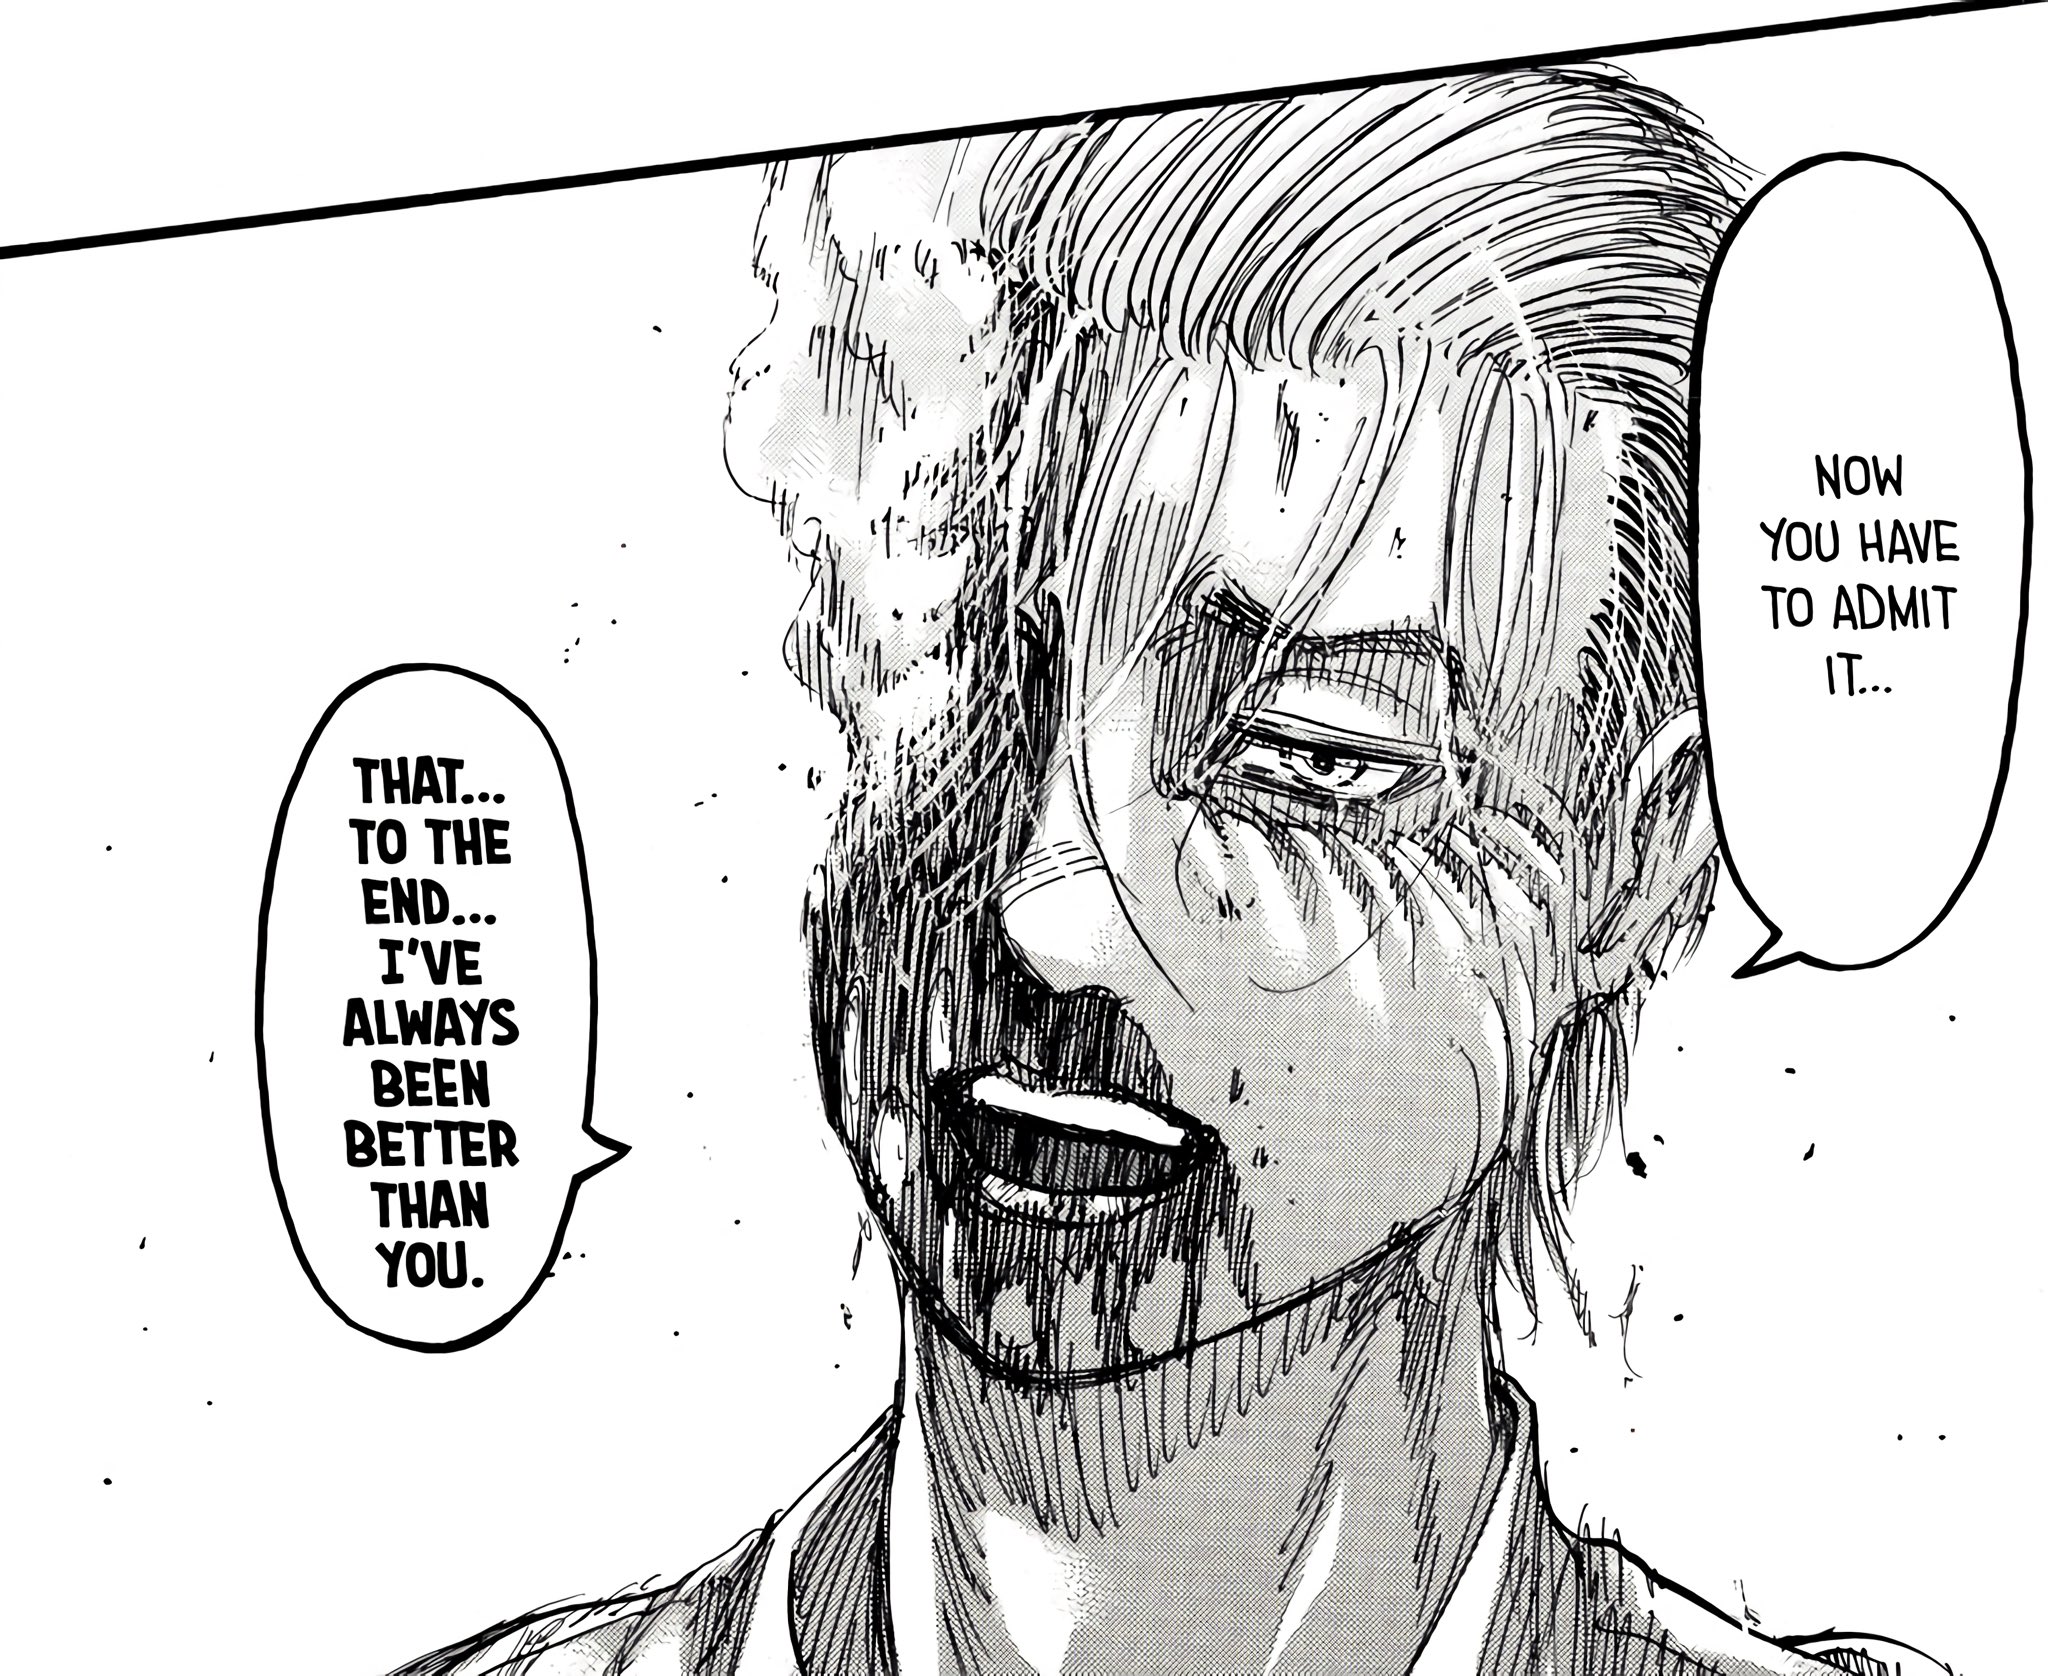 NOW
YOU HAVE
TO ADMIT
IT...
THAT...
TO THE
END...
I'VE
ALWAYS
BEEN
BETTER
THAN
YOU.